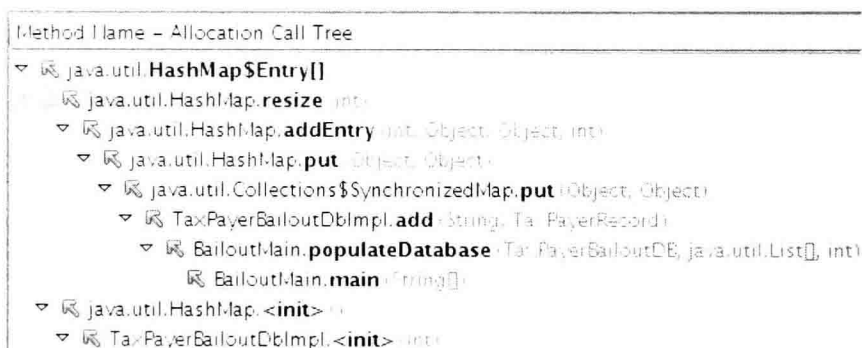 Method Name – Allocation Call Tree
java.util.HashMap$Entry[]
java.util.HashMap.resize(int)
java.util.HashMap.addEntry(int, Object, Object, int)
java.util.HashMap.put(Object, Object)
java.util.Collections$SynchronizedMap.put(Object, Object)
TaxPayerBailoutDbImpl.add(String, TaxPayerRecord)
BailoutMain.populateDatabase(TaxPayerBailoutDB, java.util.List[], int)
BailoutMain.main(String[])
java.util.HashMap.<init>()
TaxPayerBailoutDbImpl.<init>(int)